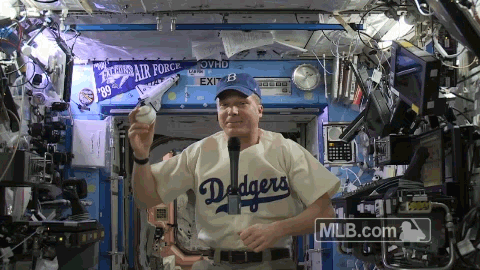 FALCONS AIR FORCE
'89
OVHD
EXIT
B
Dodgers
MLB.com